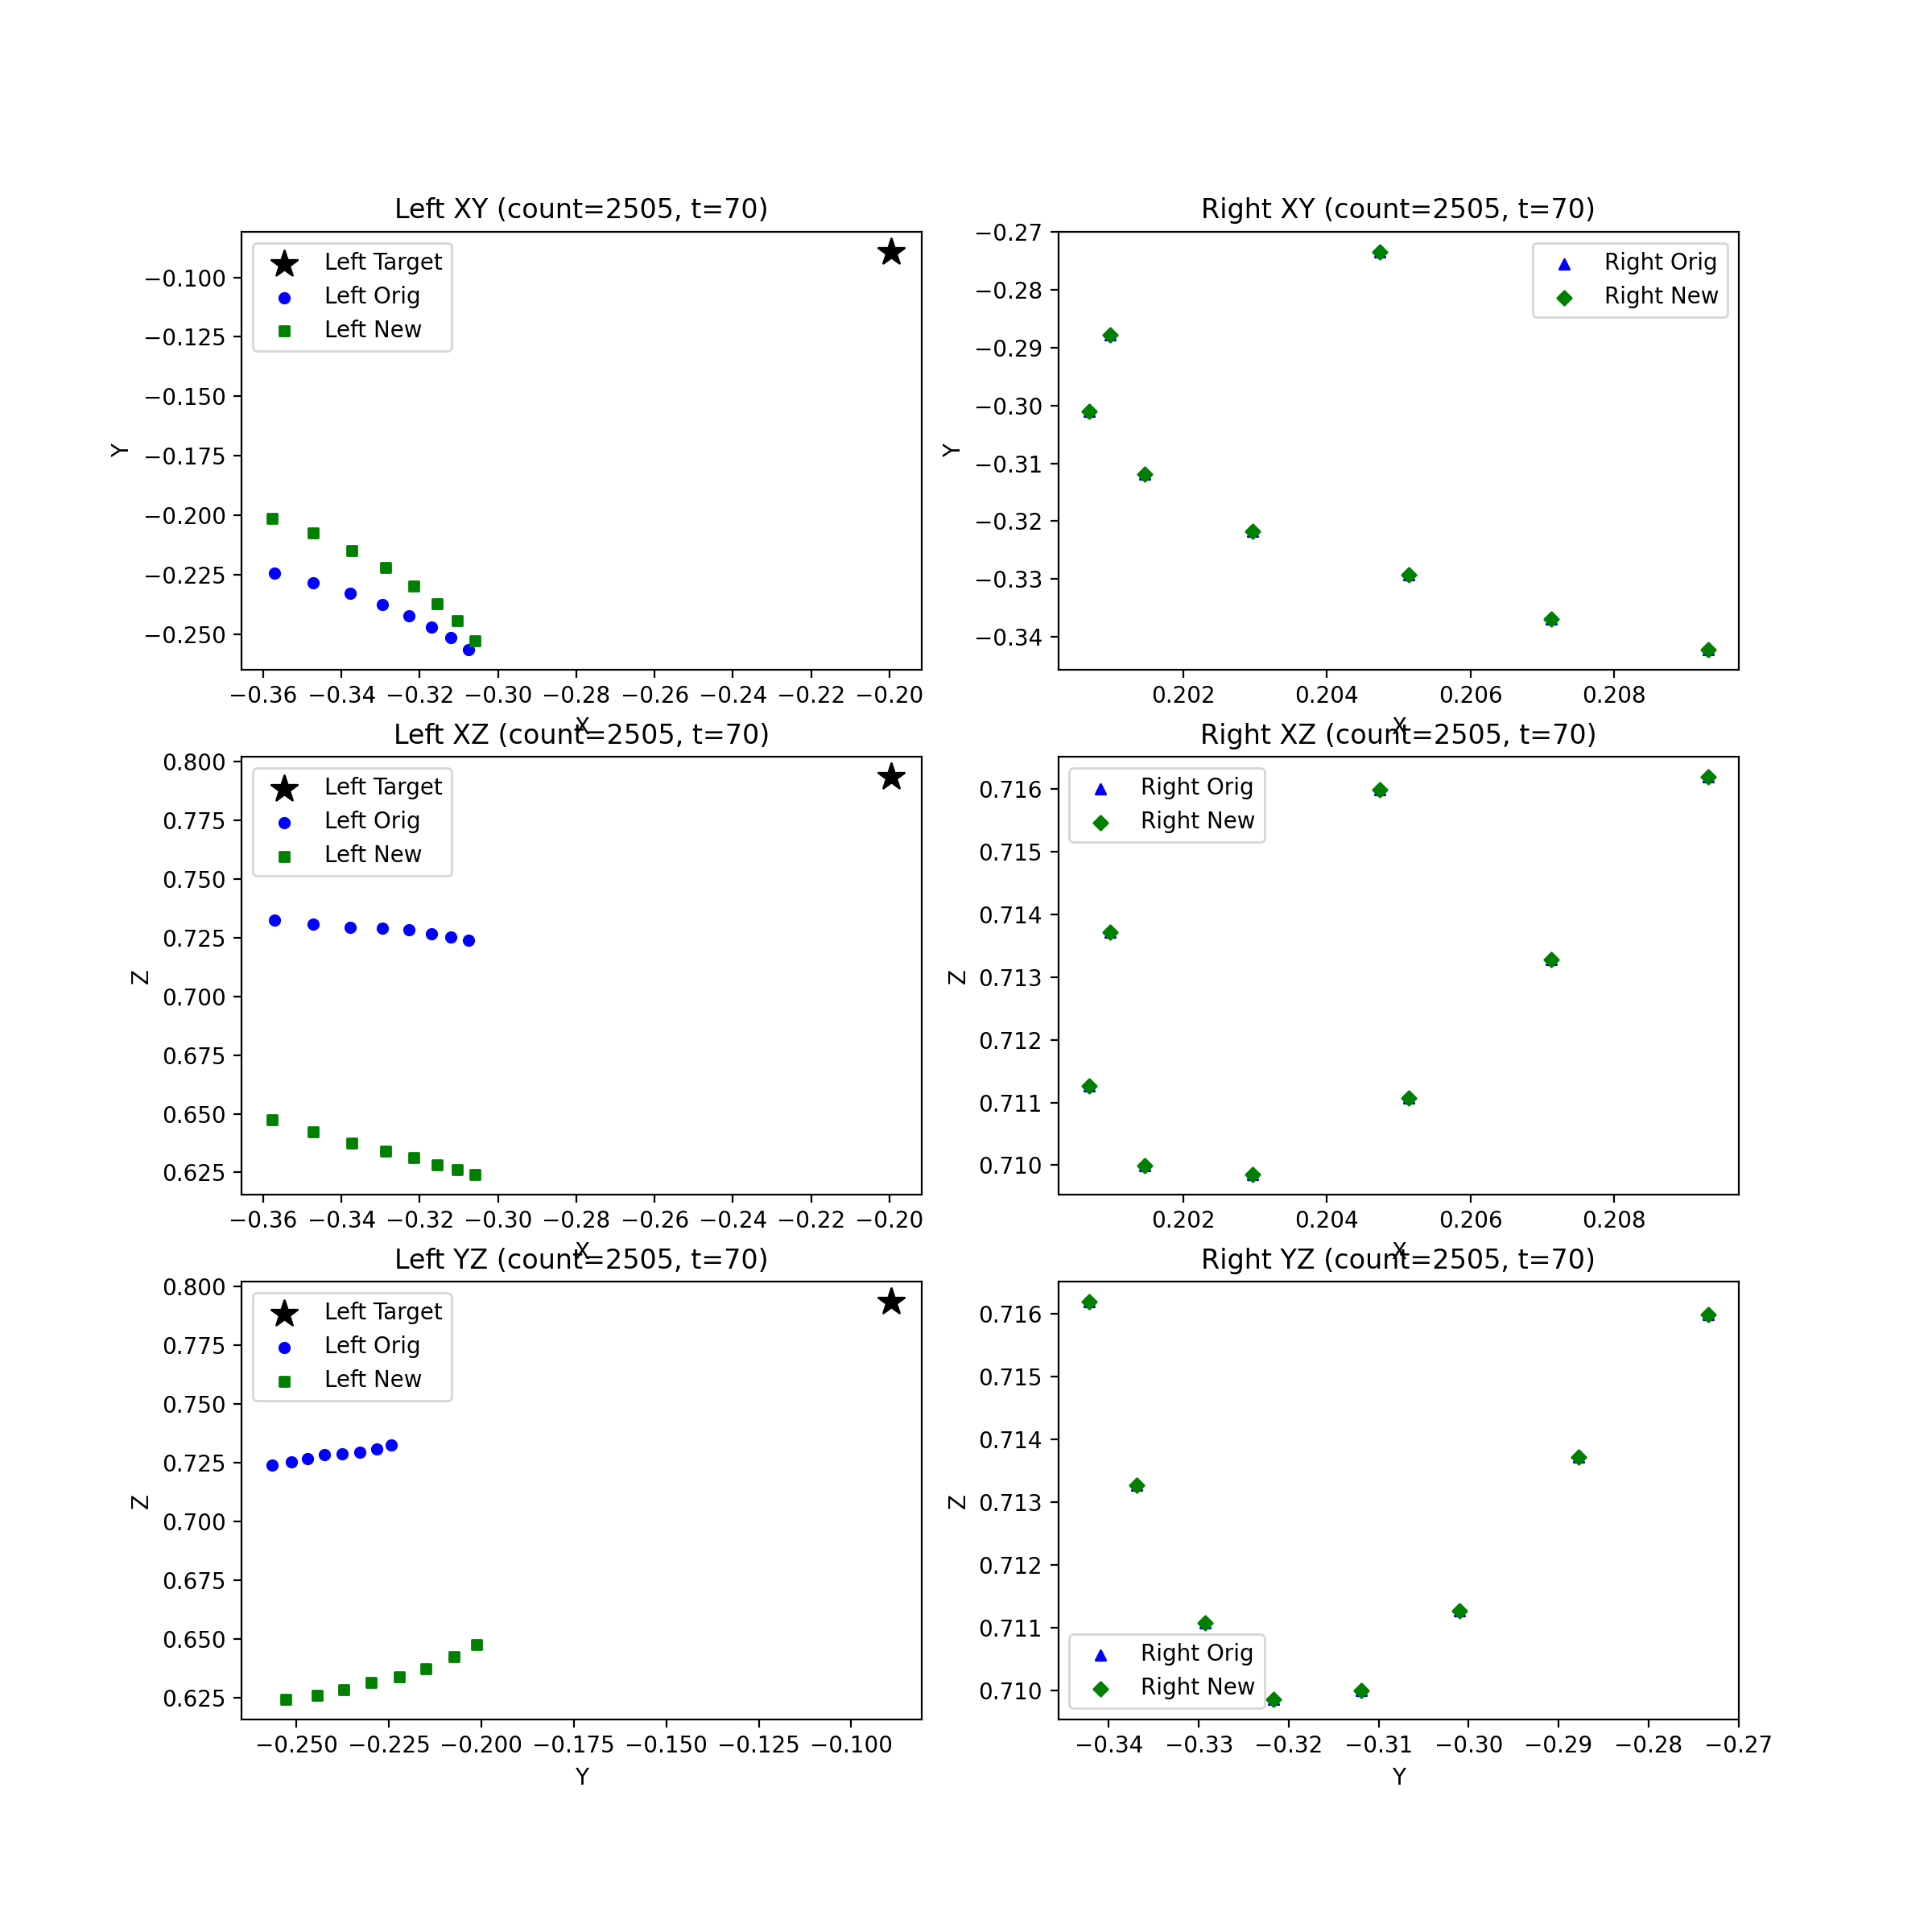 Left XY (count=2505, t=70)
Left Target
Left Orig
Left New
−0.100
−0.125
−0.150
−0.175
−0.200
−0.225
−0.250
Y
−0.36 −0.34 −0.32 −0.30 −0.28 −0.26 −0.24 −0.22 −0.20
X
Right XY (count=2505, t=70)
Right Orig
Right New
−0.27
−0.28
−0.29
−0.30
−0.31
−0.32
−0.33
−0.34
Y
0.202 0.204 0.206 0.208
X
Left XZ (count=2505, t=70)
Left Target
Left Orig
Left New
0.800
0.775
0.750
0.725
0.700
0.675
0.650
0.625
Z
−0.36 −0.34 −0.32 −0.30 −0.28 −0.26 −0.24 −0.22 −0.20
X
Right XZ (count=2505, t=70)
Right Orig
Right New
0.716
0.715
0.714
0.713
0.712
0.711
0.710
Z
0.202 0.204 0.206 0.208
X
Left YZ (count=2505, t=70)
Left Target
Left Orig
Left New
0.800
0.775
0.750
0.725
0.700
0.675
0.650
0.625
Z
−0.250 −0.225 −0.200 −0.175 −0.150 −0.125 −0.100
Y
Right YZ (count=2505, t=70)
0.716
0.715
0.714
0.713
0.712
0.711
0.710
Z
Right Orig
Right New
−0.34 −0.33 −0.32 −0.31 −0.30 −0.29 −0.28 −0.27
Y